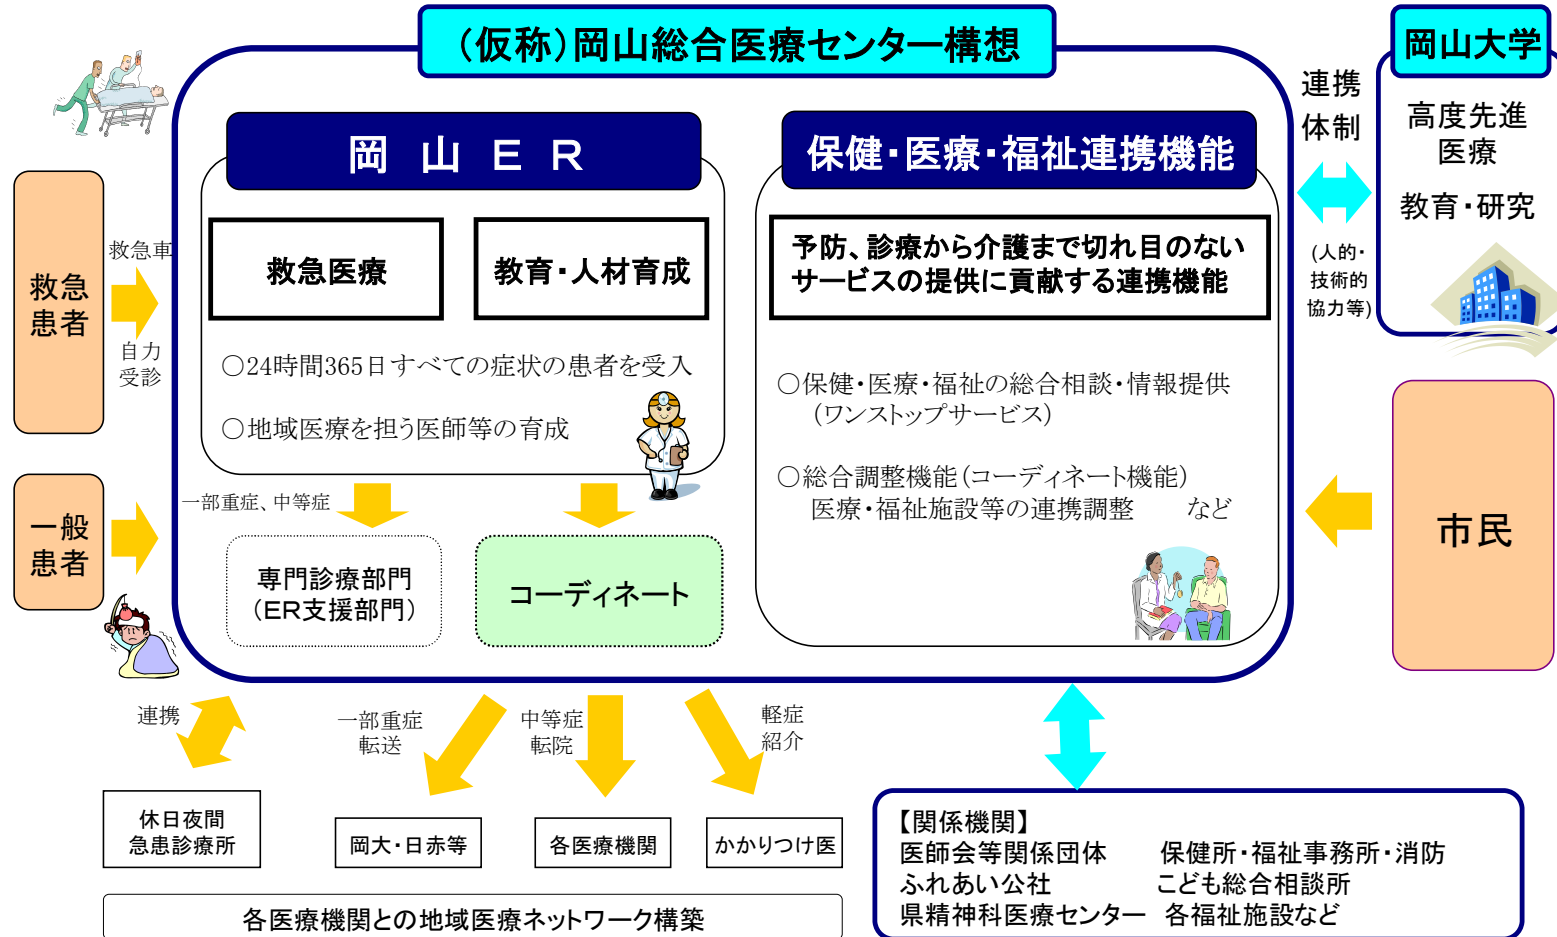 (仮称)岡山総合医療センター構想
岡山大学
連携
体制
高度先進
医療
教育・研究
(人的・
技術的
協力等)
岡 山 E R
保健・医療・福祉連携機能
救急医療
教育・人材育成
予防、診療から介護まで切れ目のない
サービスの提供に貢献する連携機能
救急
患者
救急車
自力
受診
○24時間365日すべての症状の患者を受入
○地域医療を担う医師等の育成
○保健・医療・福祉の総合相談・情報提供
(ワンストップサービス)
○総合調整機能(コーディネート機能)
医療・福祉施設等の連携調整 など
一般
患者
市民
一部重症、中等症
専門診療部門
(ER支援部門)
コーディネート
連携
一部重症
転送
中等症
転院
軽症
紹介
休日夜間
急患診療所
岡大・日赤等
各医療機関
かかりつけ医
各医療機関との地域医療ネットワーク構築
【関係機関】
医師会等関係団体 保健所・福祉事務所・消防
ふれあい公社 こども総合相談所
県精神科医療センター 各福祉施設など